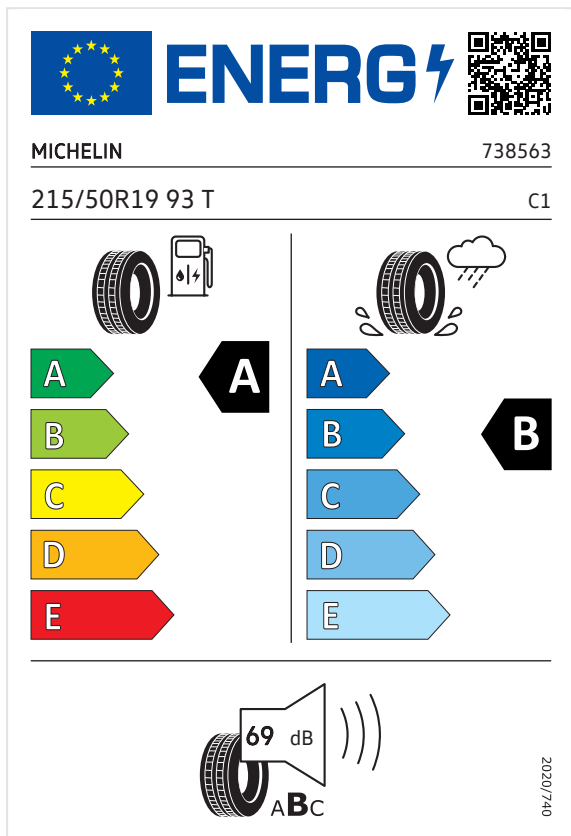 ENERG
MICHELIN 738563
215/50R19 93 T C1
A A A
B B B
C C
D D
E E
69 dB
ABC
2020/740